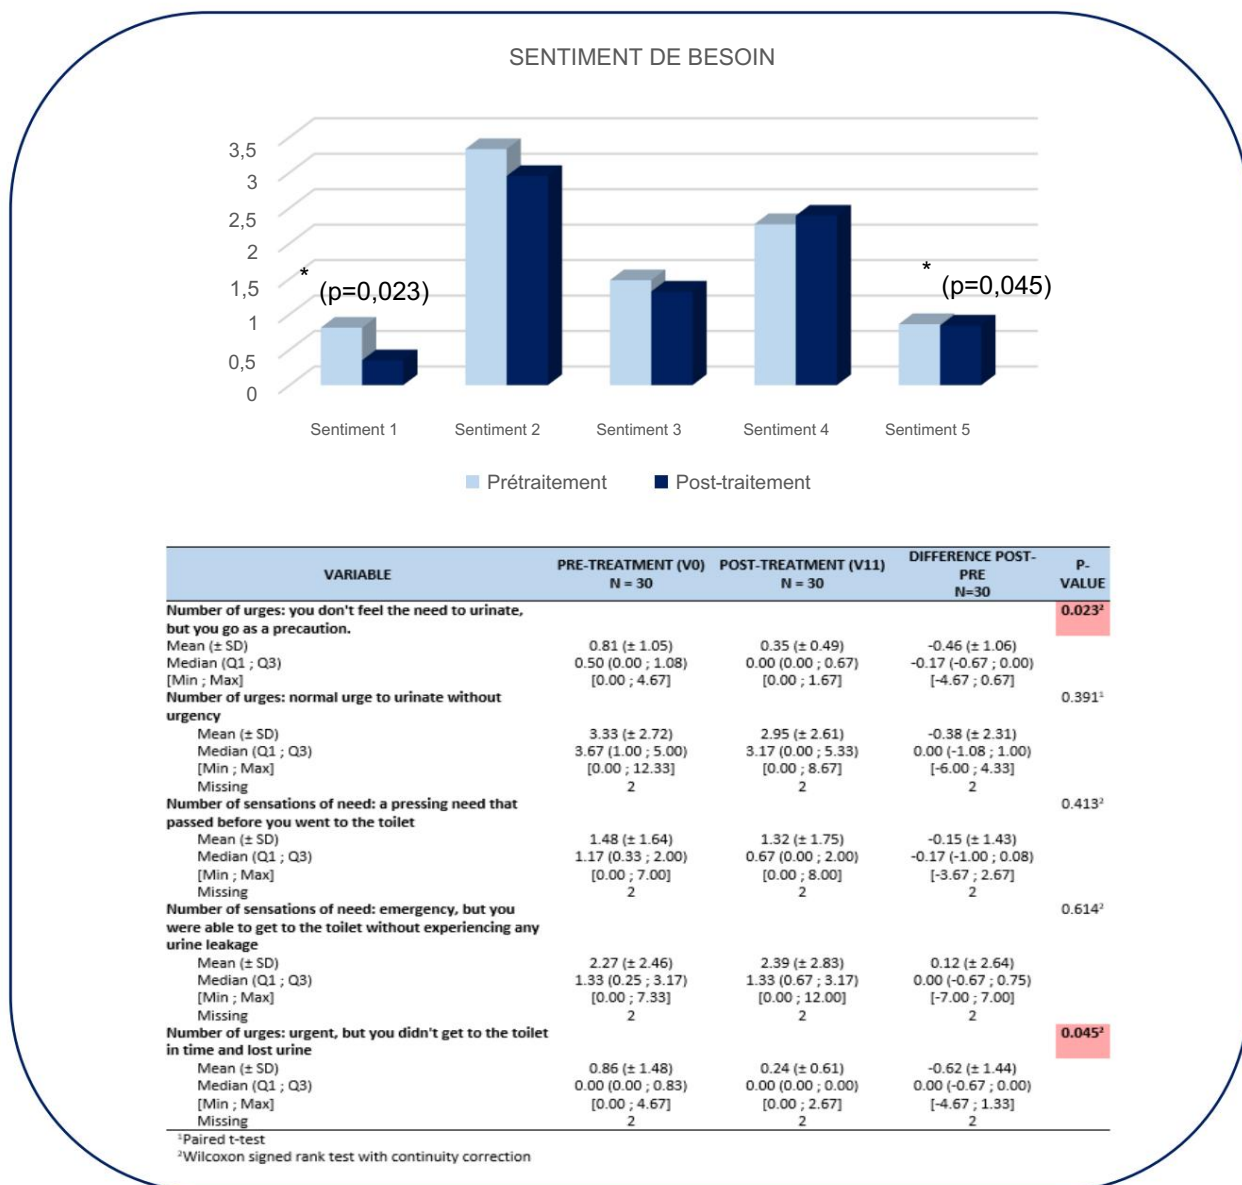 SENTIMENT DE BESOIN
3,5
3
2,5
2
1,5
1
0,5
0
* (p=0,023)
* (p=0,045)
Sentiment 1 Sentiment 2 Sentiment 3 Sentiment 4 Sentiment 5
Prétraitement Post-traitement
VARIABLE PRE-TREATMENT (V0) N = 30 POST-TREATMENT (V11) N = 30 DIFFERENCE POST-PRE N=30 P-VALUE
Number of urges: you don't feel the need to urinate, 0.023²
but you go as a precaution.
Mean (± SD) 0.81 (± 1.05) 0.35 (± 0.49) -0.46 (± 1.06)
Median (Q1 ; Q3) 0.50 (0.00 ; 1.08) 0.00 (0.00 ; 0.67) -0.17 (-0.67 ; 0.00)
[Min ; Max] [0.00 ; 4.67] [0.00 ; 1.67] [-4.67 ; 0.67]
Number of urges: normal urge to urinate without 0.391¹
urgency
Mean (± SD) 3.33 (± 2.72) 2.95 (± 2.61) -0.38 (± 2.31)
Median (Q1 ; Q3) 3.67 (1.00 ; 5.00) 3.17 (0.00 ; 5.33) 0.00 (-1.08 ; 1.00)
[Min ; Max] [0.00 ; 12.33] [0.00 ; 8.67] [-6.00 ; 4.33]
Missing 2 2 2
Number of sensations of need: a pressing need that 0.413²
passed before you went to the toilet
Mean (± SD) 1.48 (± 1.64) 1.32 (± 1.75) -0.15 (± 1.43)
Median (Q1 ; Q3) 1.17 (0.33 ; 2.00) 0.67 (0.00 ; 2.00) -0.17 (-1.00 ; 0.08)
[Min ; Max] [0.00 ; 7.00] [0.00 ; 8.00] [-3.67 ; 2.67]
Missing 2 2 2
Number of sensations of need: emergency, but you 0.614²
were able to get to the toilet without experiencing any
urine leakage
Mean (± SD) 2.27 (± 2.46) 2.39 (± 2.83) 0.12 (± 2.64)
Median (Q1 ; Q3) 1.33 (0.25 ; 3.17) 1.33 (0.67 ; 3.17) 0.00 (-0.67 ; 0.75)
[Min ; Max] [0.00 ; 7.33] [0.00 ; 12.00] [-7.00 ; 7.00]
Missing 2 2 2
Number of urges: urgent, but you didn't get to the toilet 0.045²
in time and lost urine
Mean (± SD) 0.86 (± 1.48) 0.24 (± 0.61) -0.62 (± 1.44)
Median (Q1 ; Q3) 0.00 (0.00 ; 0.83) 0.00 (0.00 ; 0.00) 0.00 (-0.67 ; 0.00)
[Min ; Max] [0.00 ; 4.67] [0.00 ; 2.67] [-4.67 ; 1.33]
Missing 2 2 2
¹Paired t-test
²Wilcoxon signed rank test with continuity correction